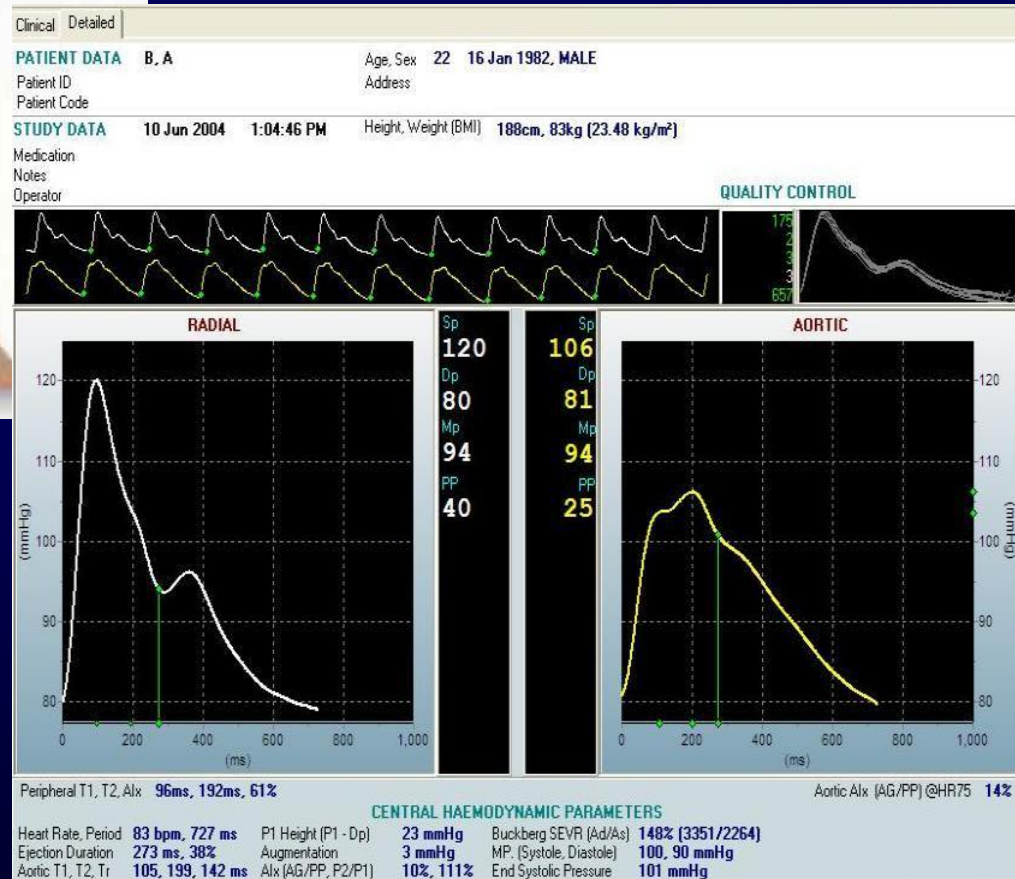 Clinical Detailed
PATIENT DATA B, A Age, Sex 22 16 Jan 1982, MALE
Patient ID Address
Patient Code
STUDY DATA 10 Jun 2004 1:04:46 PM Height, Weight (BMI) 188cm, 83kg (23.48 kg/m²)
Medication
Notes
Operator
QUALITY CONTROL
175
2
3
3
657
RADIAL
120
110
100
90
80
(mmHg)
0 200 400 600 800 1,000
(ms)
Sp
120
Dp
80
Mp
94
PP
40
Sp
106
Dp
81
Mp
94
PP
25
AORTIC
120
110
100
90
80
(mmHg)
0 200 400 600 800 1,000
(ms)
Peripheral T1, T2, AIx 96ms, 192ms, 61% Aortic AIx (AG/PP) @HR75 14%
CENTRAL HAEMODYNAMIC PARAMETERS
Heart Rate, Period 83 bpm, 727 ms P1 Height (P1 - Dp) 23 mmHg Buckberg SEVR (Ad/As) 148% (3351/2264)
Ejection Duration 273 ms, 38% Augmentation 3 mmHg MP. (Systole, Diastole) 100, 90 mmHg
Aortic T1, T2, Tr 105, 199, 142 ms AIx (AG/PP, P2/P1) 10%, 111% End Systolic Pressure 101 mmHg